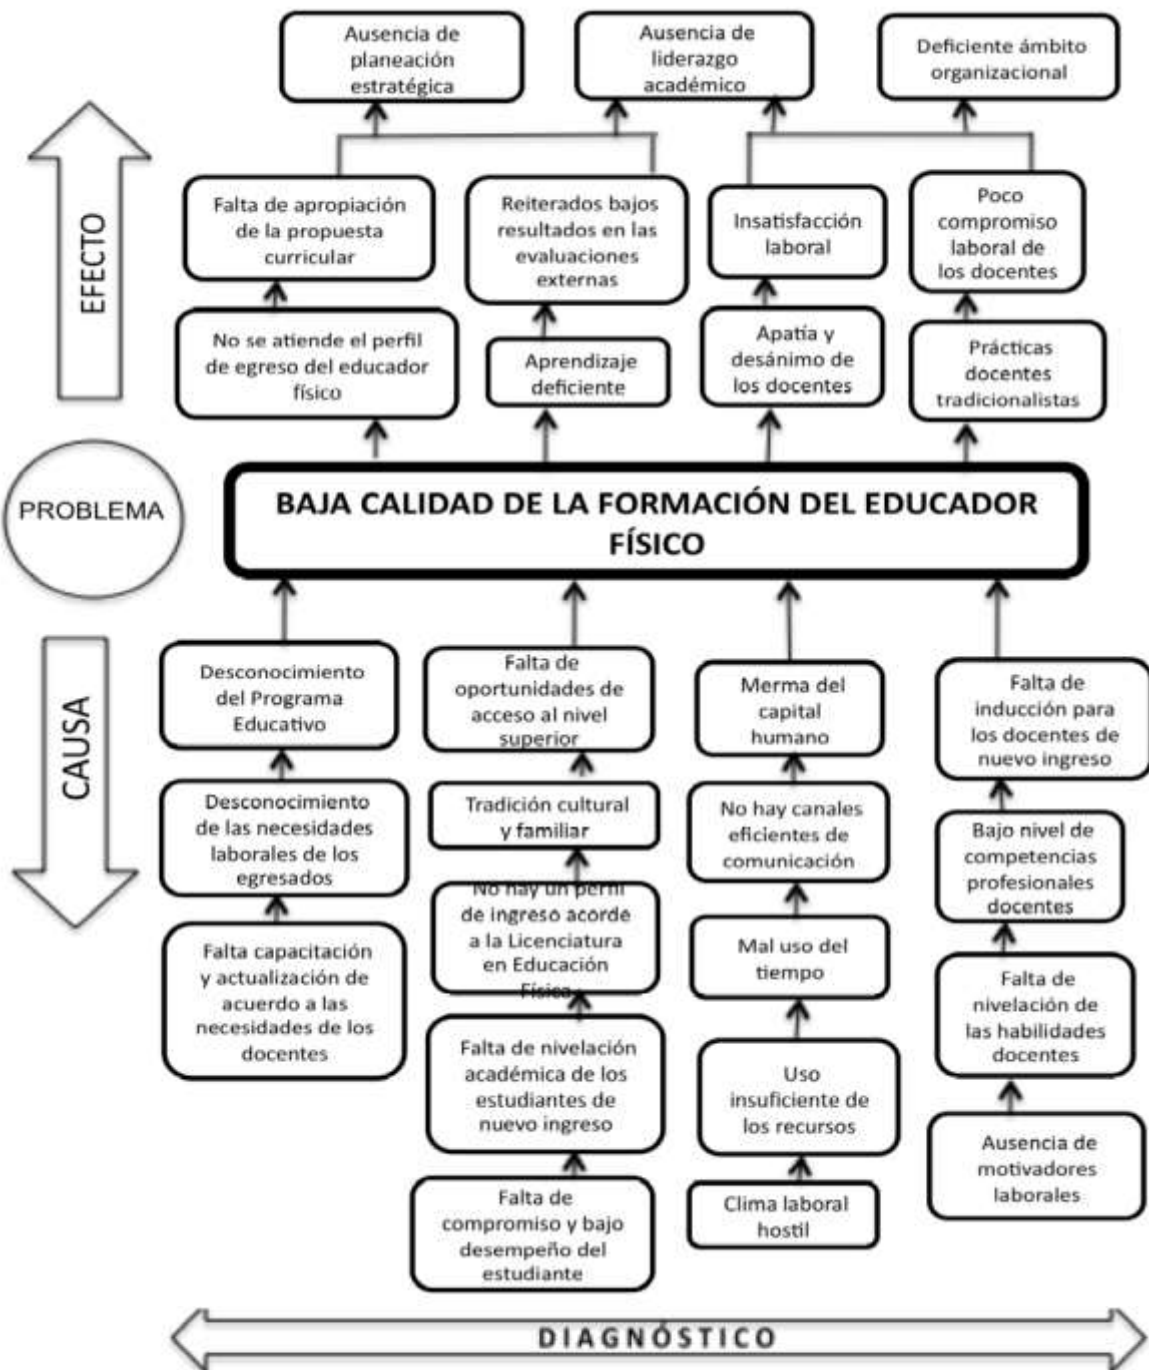 Ausencia de
planeación
estratégica
Ausencia de
liderazgo
académico
Deficiente ámbito
organizacional
EFECTO
Falta de apropiación
de la propuesta
curricular
Reiterados bajos
resultados en las
evaluaciones
externas
Insatisfacción
laboral
Poco
compromiso
laboral de
los docentes
No se atiende el perfil
de egreso del educador
físico
Aprendizaje
deficiente
Apatía y
desánimo de
los docentes
Prácticas
docentes
tradicionalistas
PROBLEMA
BAJA CALIDAD DE LA FORMACIÓN DEL EDUCADOR
FÍSICO
CAUSA
Desconocimiento
del Programa
Educativo
Falta de
oportunidades de
acceso al nivel
superior
Merma del
capital
humano
Falta de
inducción para
los docentes de
nuevo ingreso
Desconocimiento
de las necesidades
laborales de los
egresados
Tradición cultural
y familiar
No hay canales
eficientes de
comunicación
Bajo nivel de
competencias
profesionales
docentes
Falta capacitación
y actualización de
acuerdo a las
necesidades de los
docentes
No hay un perfil
de ingreso acorde
a la Licenciatura
en Educación
Física
Mal uso del
tiempo
Falta de
nivelación de
las habilidades
docentes
Falta de nivelación
académica de los
estudiantes de
nuevo ingreso
Uso
insuficiente de
los recursos
Ausencia de
motivadores
laborales
Falta de
compromiso y bajo
desempeño del
estudiante
Clima laboral
hostil
DIAGNÓSTICO